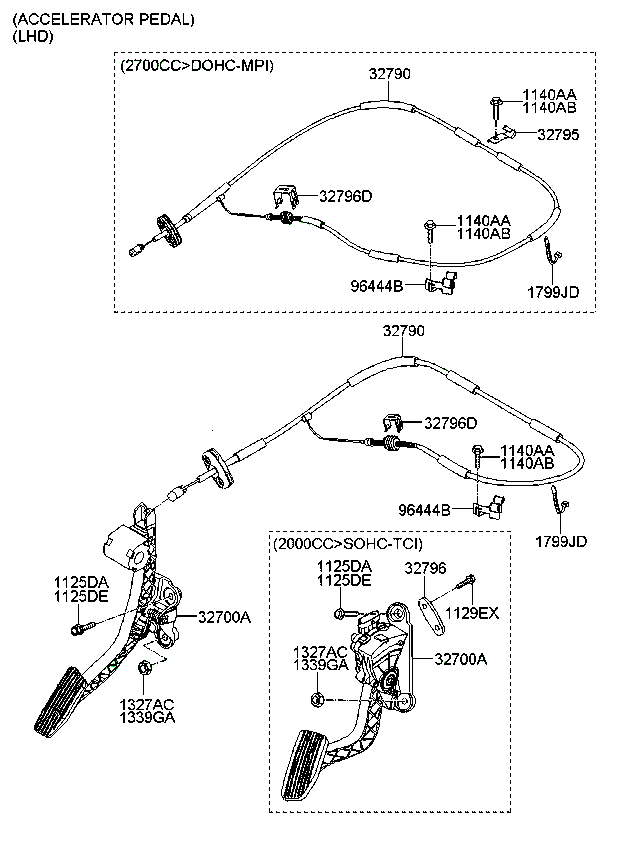 (ACCELERATOR PEDAL)
(LHD)
(2700CC>DOHC-MPI)
32790
1140AA
1140AB
32795
32796D
1140AA
1140AB
96444B
1799JD
32790
32796D
1140AA
1140AB
96444B
1799JD
(2000CC>SOHC-TCI)
1125DA
1125DE
32796
1125DA
1125DE
32700A
1129EX
1327AC
1339GA
32700A
1327AC
1339GA